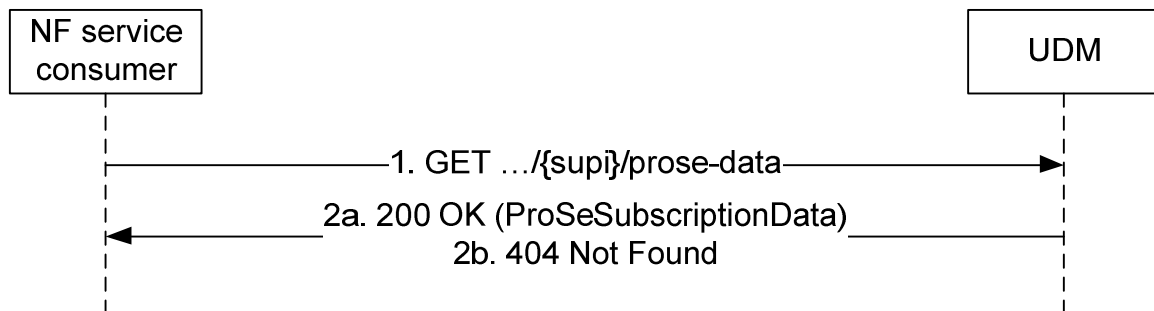 NF service
consumer
UDM
1. GET …/{supi}/prose-data
2a. 200 OK (ProSeSubscriptionData)
2b. 404 Not Found